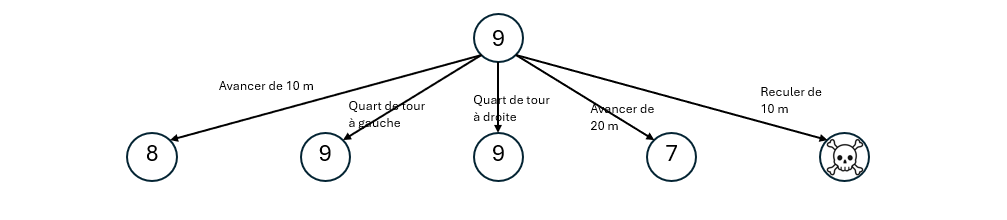 9
Avancer de 10 m
Quart de tour
à gauche
Quart de tour
à droite
Avancer de
20 m
Reculer de
10 m
8
9
9
7